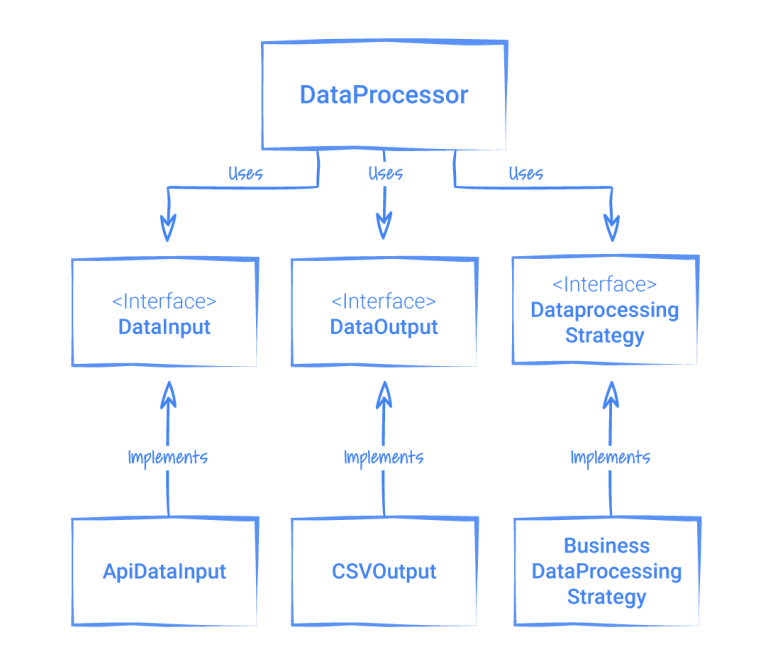 DataProcessor
Uses
Uses
Uses
<Interface>
DataInput
<Interface>
DataOutput
<Interface>
Dataprocessing
Strategy
Implements
Implements
Implements
ApiDataInput
CSVOutput
Business
DataProcessing
Strategy